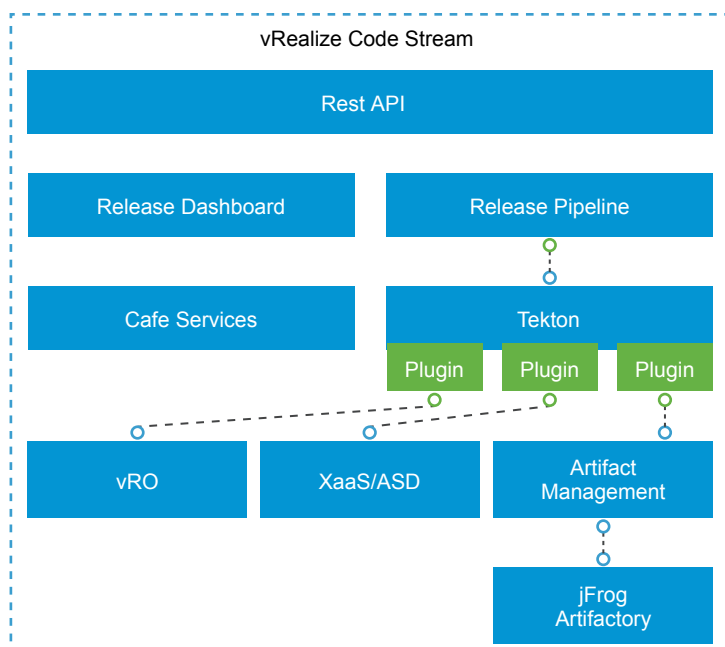 vRealize Code Stream
Rest API
Release Dashboard
Release Pipeline
Cafe Services
Tekton
Plugin
Plugin
Plugin
vRO
XaaS/ASD
Artifact
Management
jFrog
Artifactory